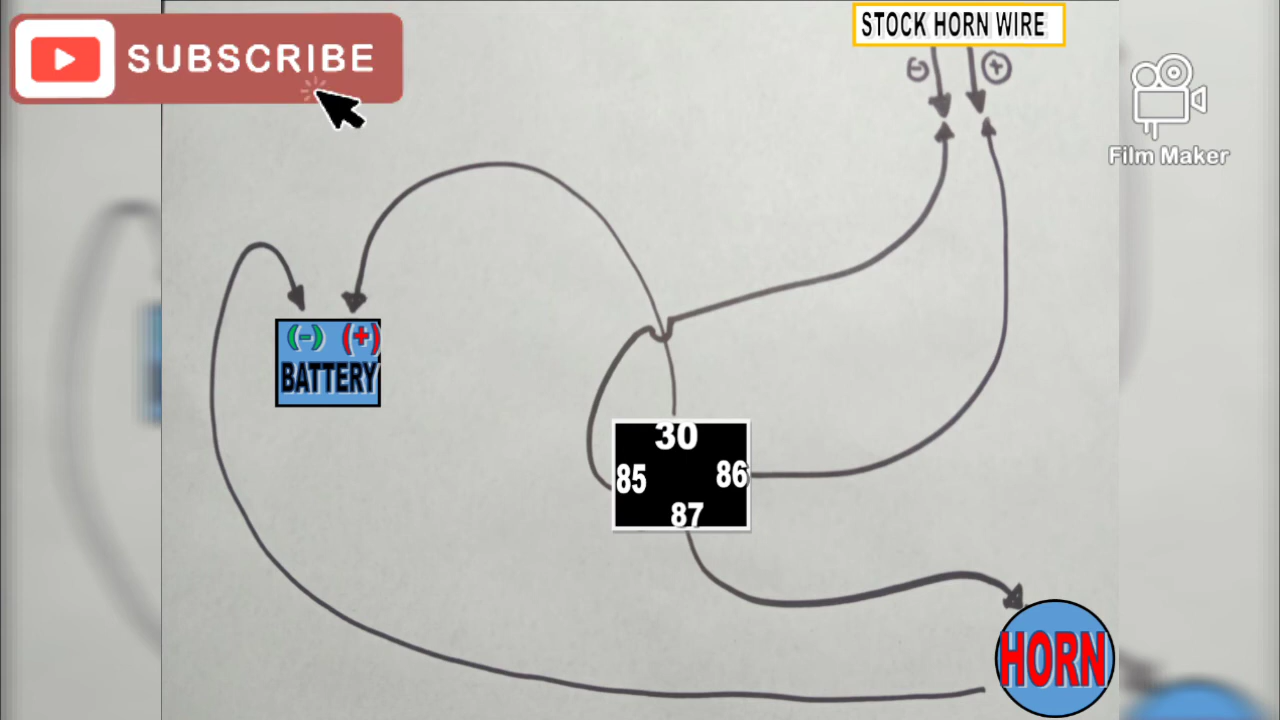 SUBSCRIBE
STOCK HORN WIRE
(-) (+)
Film Maker
(-) (+)
BATTERY
30
85 86
87
HORN